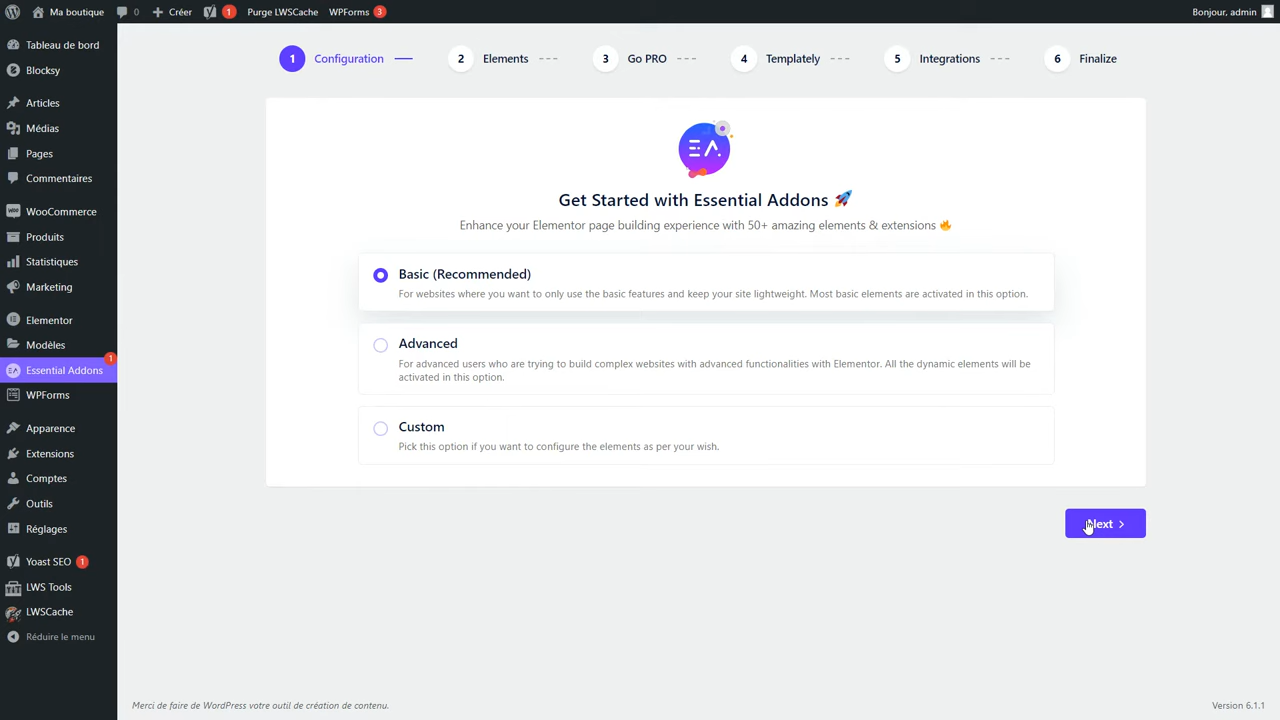 Ma boutique 0 Créer 1 Purge LWSCache WPForms 3 Bonjour, admin
Tableau de bord
Blocksy
Articles
Médias
Pages
Commentaires
WooCommerce
Produits
Statistiques
Marketing
Elementor
Modèles
Essential Addons 1
WPForms
Apparence
Extensions
Comptes
Outils
Réglages
Yoast SEO 1
LWS Tools
LWSCache
Réduire le menu
1 Configuration 2 Elements 3 Go PRO 4 Templately 5 Integrations 6 Finalize
EA
Get Started with Essential Addons 🚀
Enhance your Elementor page building experience with 50+ amazing elements & extensions 🔥
Basic (Recommended)
For websites where you want to only use the basic features and keep your site lightweight. Most basic elements are activated in this option.
Advanced
For advanced users who are trying to build complex websites with advanced functionalities with Elementor. All the dynamic elements will be
activated in this option.
Custom
Pick this option if you want to configure the elements as per your wish.
Next
Merci de faire de WordPress votre outil de création de contenu. Version 6.1.1